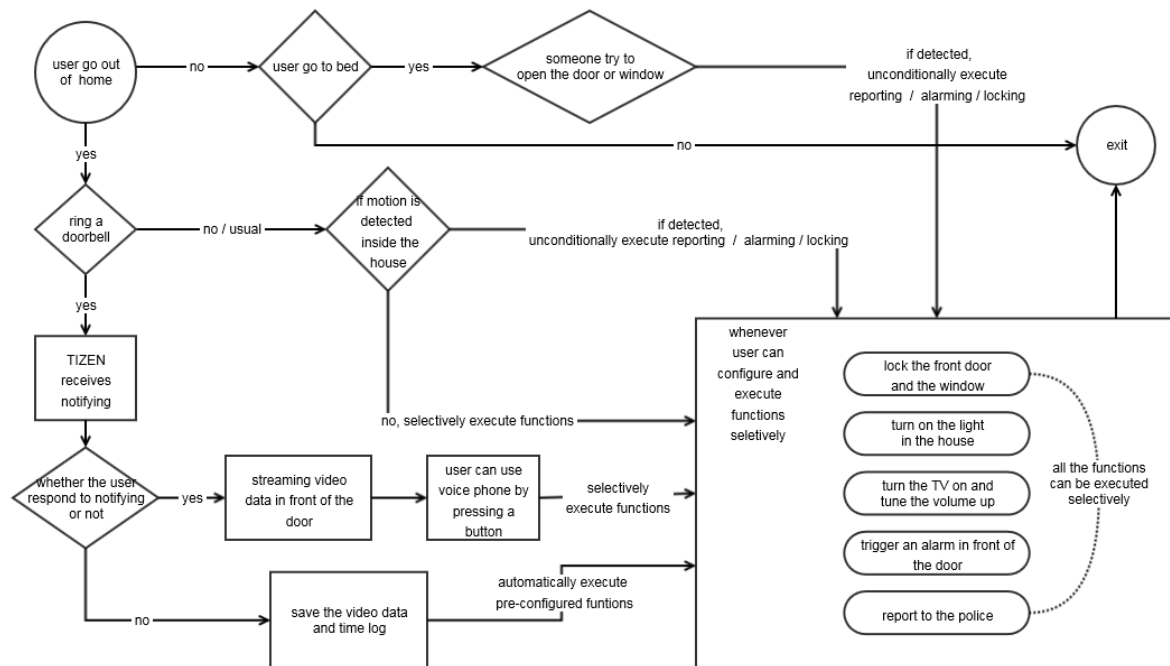 user go out
of home
no
user go to bed
yes
someone try to
open the door or window
if detected,
unconditionally execute
reporting / alarming / locking
no
exit
yes
ring a
doorbell
no / usual
if motion is
detected
inside the
house
if detected,
unconditionally execute reporting / alarming / locking
yes
TIZEN
receives
notifying
no, selectively execute functions
whether the user
respond to notifying
or not
yes
streaming video
data in front of the
door
user can use
voice phone by
pressing a
button
selectively
execute functions
no
save the video data
and time log
automatically execute
pre-configured funtions
whenever
user can
configure and
execute
functions
seletively
lock the front door
and the window
turn on the light
in the house
turn the TV on and
tune the volume up
trigger an alarm in front of
the door
report to the police
all the functions
can be executed
selectively